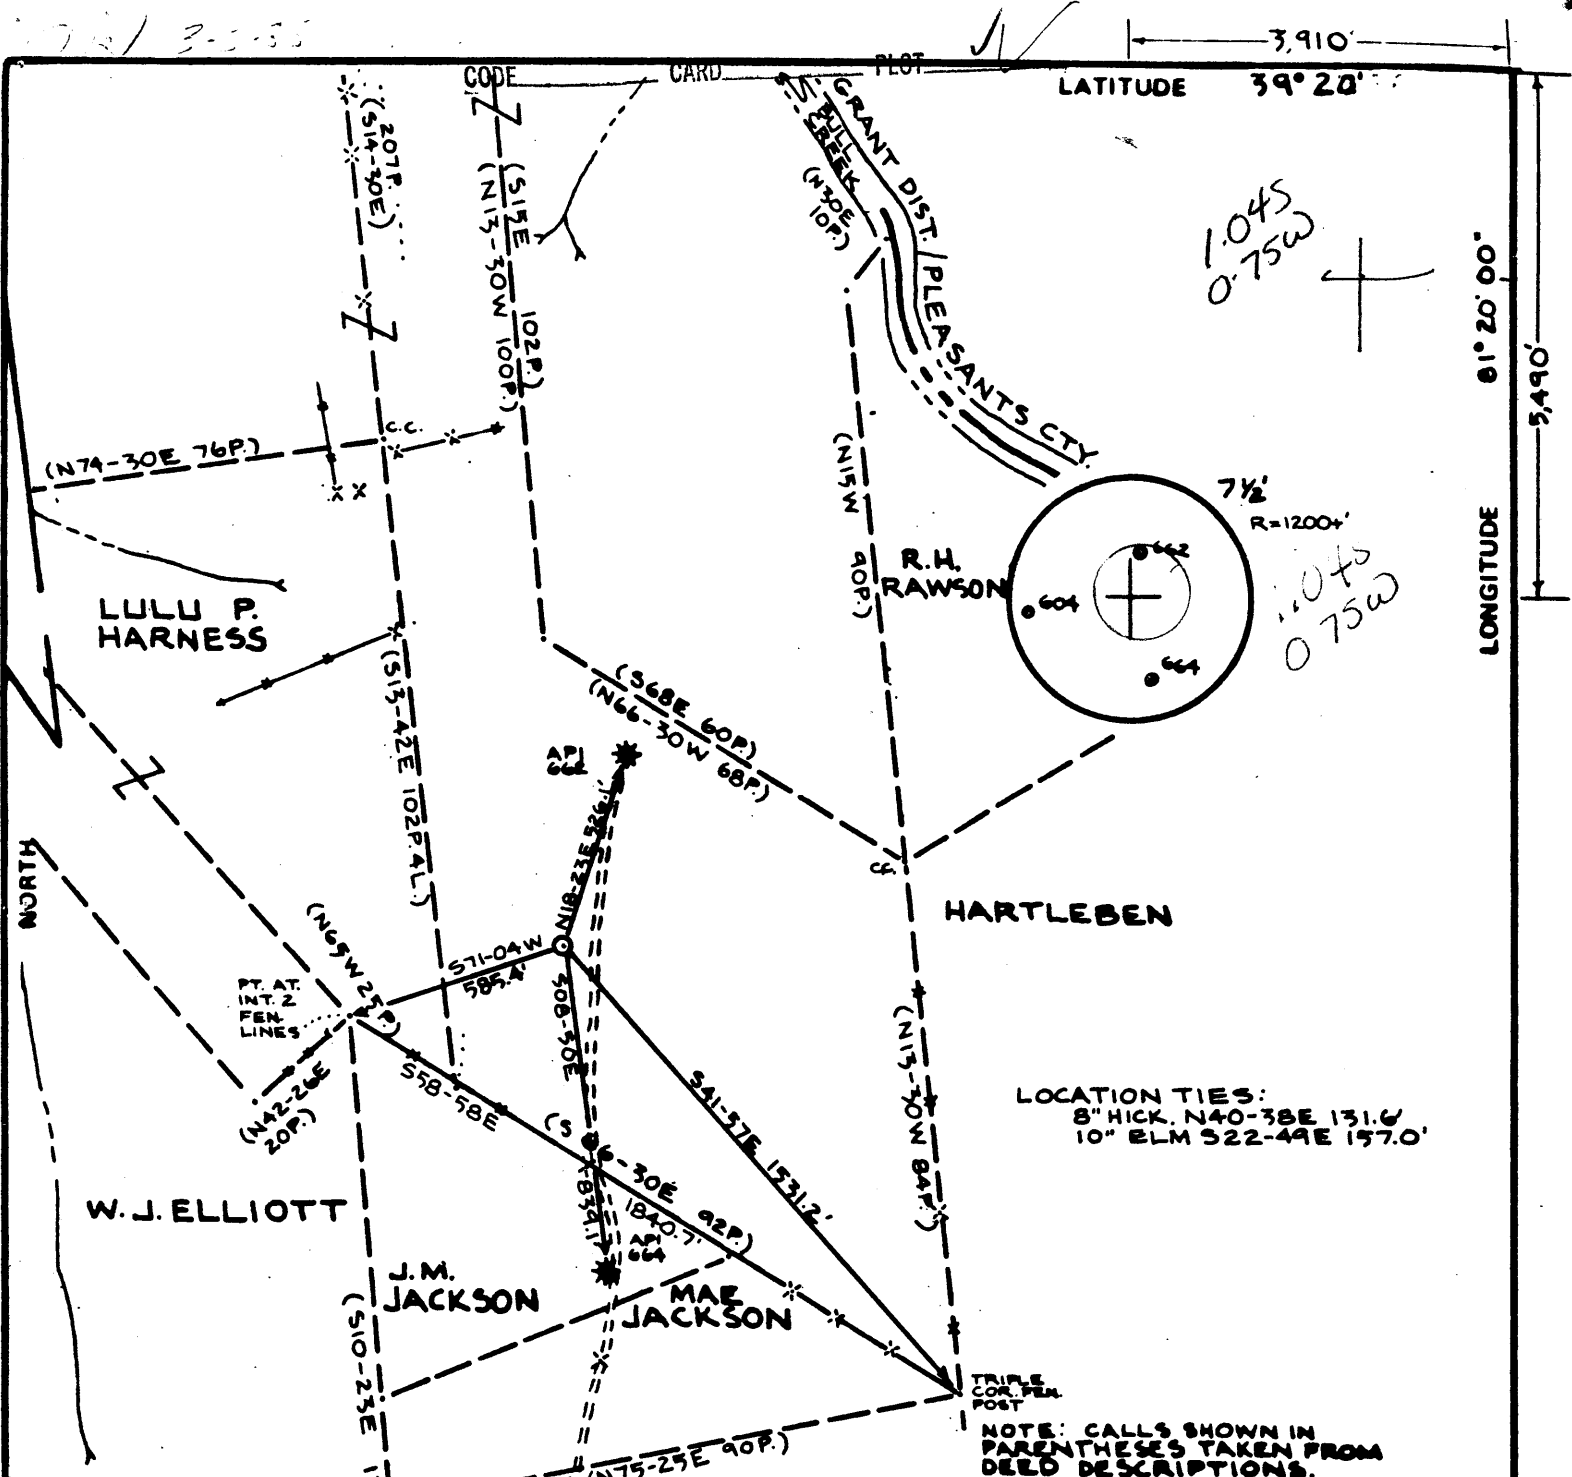 3,910'
CODE CARD PLOT
LATITUDE 39° 20'
207P.
(S14-30E)
(S15E 102P.)
(N13-30W 100P.)
BULL
CREEK
(N30E
10P.)
GRANT DIST. / PLEASANTS CTY.
1.04S
0.75W
81° 20' 00"
LONGITUDE
5,490'
C.C.
(N74-30E 76P.)
(N15W 90P.)
7½'
R=1200+'
662
604
664
1.04S
0.75W
R.H.
RAWSON
LULU P.
HARNESS
(S13-42E 102P. 4L.)
(S68E 60P.)
(N66-30W 68P.)
API
662
N18-23E 526.1'
NORTH
HARTLEBEN
(N65W 25P.)
S71-04W
585.4'
PT. AT.
INT. 2
FEN.
LINES
S08-50E
839.1'
S58-58E
(N42-26E
20P.)
(S66-30E 92P.)
1840.7'
S41-57E 1531.2'
(N13-30W 84P.)
LOCATION TIES:
8" HICK. N40-38E 131.6'
10" ELM S22-49E 157.0'
W. J. ELLIOTT
API
664
J.M.
JACKSON
MAE
JACKSON
(S10-23E
TRIPLE
COR. FEN.
POST
(N75-25E 90P.)
NOTE: CALLS SHOWN IN
PARENTHESES TAKEN FROM
DEED DESCRIPTIONS.